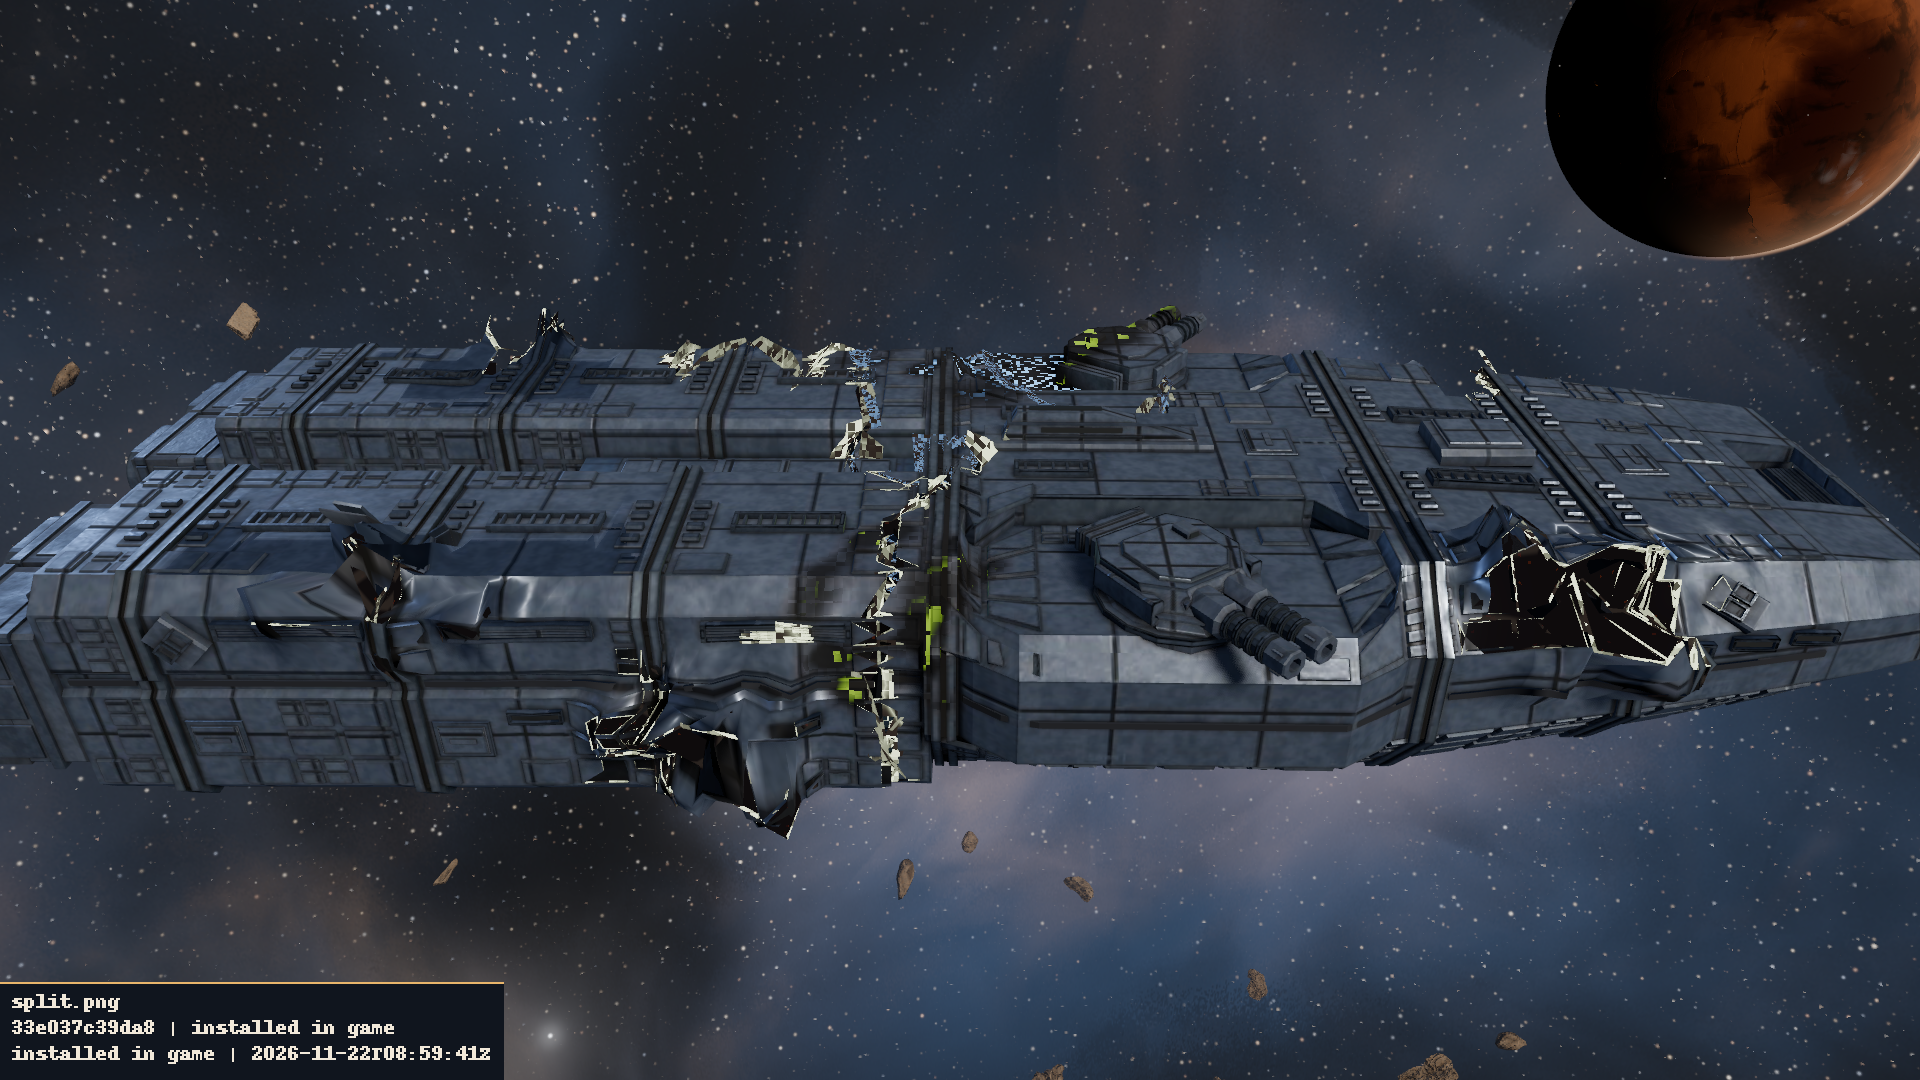 split.png
33e037c39da8 | installed in game
installed in game | 2026-11-22T08:59:41Z